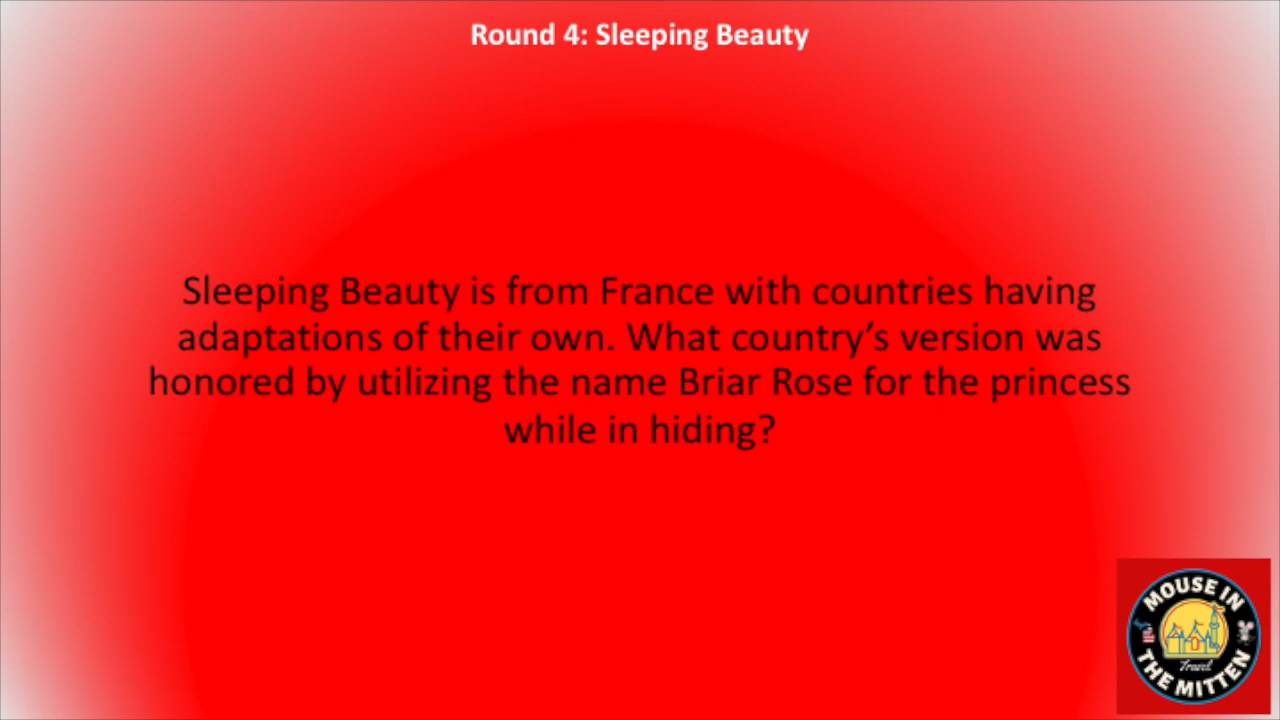 Round 4: Sleeping Beauty
Sleeping Beauty is from France with countries having
adaptations of their own. What country’s version was
honored by utilizing the name Briar Rose for the princess
while in hiding?
MOUSE IN
Travel
THE MITTEN